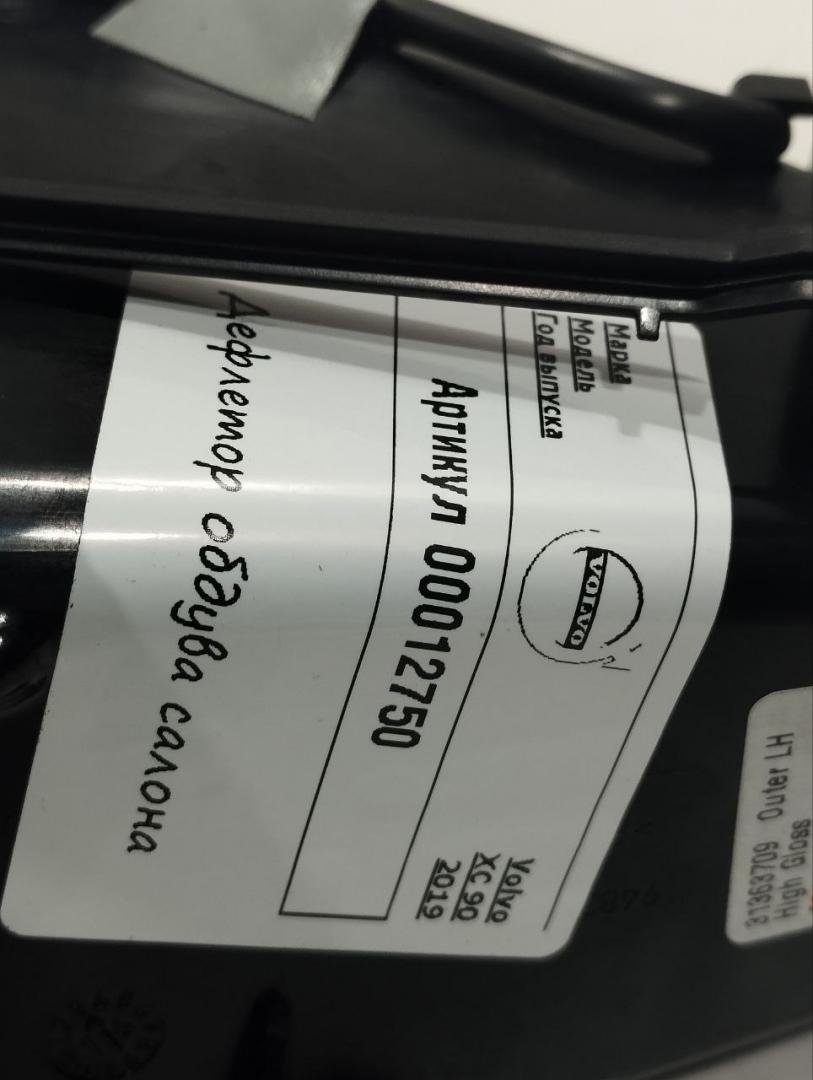 Марка
Volvo
Модель
XC 90
Год выпуска
2019
VOLVO
Артикул 00012750
Дефлетор обдува салона
31363709 Outer LH
High Gloss